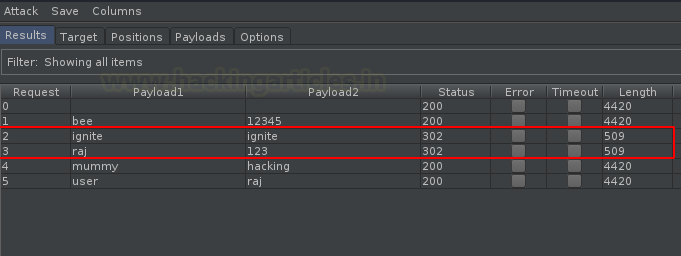 Attack Save Columns
Results Target Positions Payloads Options
Filter: Showing all items
www.hackingarticles.in
Request Payload1 Payload2 Status Error Timeout Length
0 200 4420
1 bee 12345 200 4420
2 ignite ignite 302 509
3 raj 123 302 509
4 mummy hacking 200 4420
5 user raj 200 4420